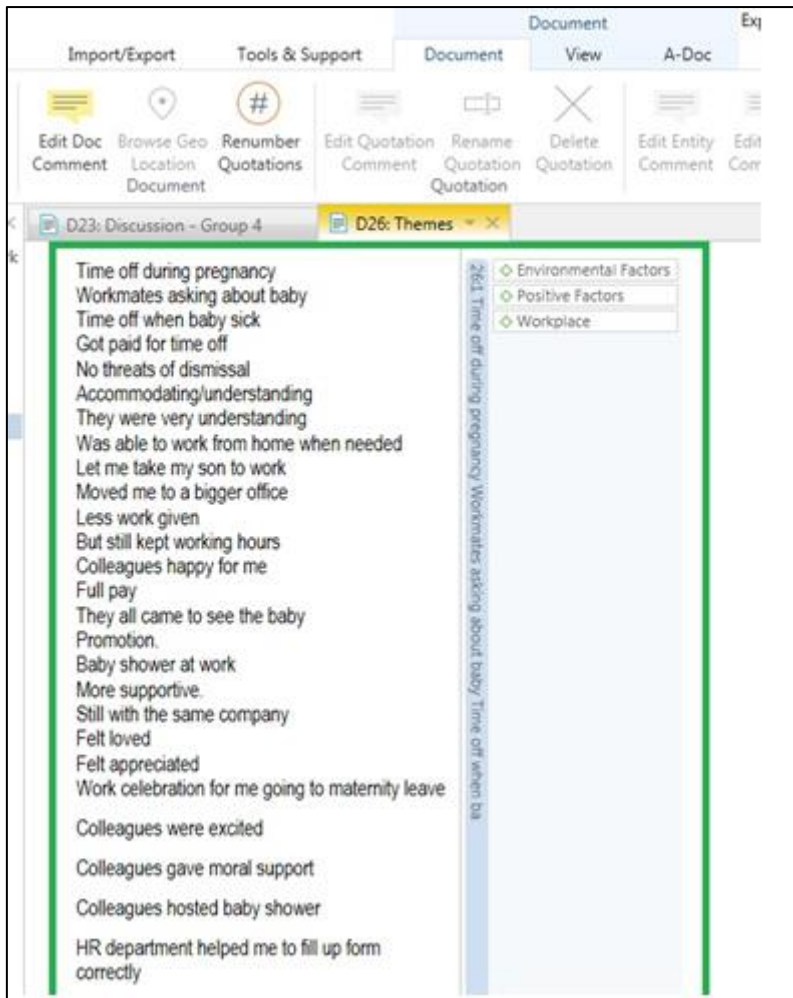 Document
Exp
Import/Export
Tools & Support
Document
View
A-Doc
Edit Doc
Comment
Browse Geo
Location
Renumber
Quotations
Document
Edit Quotation
Comment
Rename
Quotation
Delete
Quotation
Quotation
Edit Entity
Comment
Edit
Com
D23: Discussion - Group 4
D26: Themes
rk
Time off during pregnancy
Workmates asking about baby
Time off when baby sick
Got paid for time off
No threats of dismissal
Accommodating/understanding
They were very understanding
Was able to work from home when needed
Let me take my son to work
Moved me to a bigger office
Less work given
But still kept working hours
Colleagues happy for me
Full pay
They all came to see the baby
Promotion.
Baby shower at work
More supportive.
Still with the same company
Felt loved
Felt appreciated
Work celebration for me going to maternity leave
Colleagues were excited
Colleagues gave moral support
Colleagues hosted baby shower
HR department helped me to fill up form
correctly
26:1 Time off during pregnancy Workmates asking about baby Time off when ba
Environmental Factors
Positive Factors
Workplace